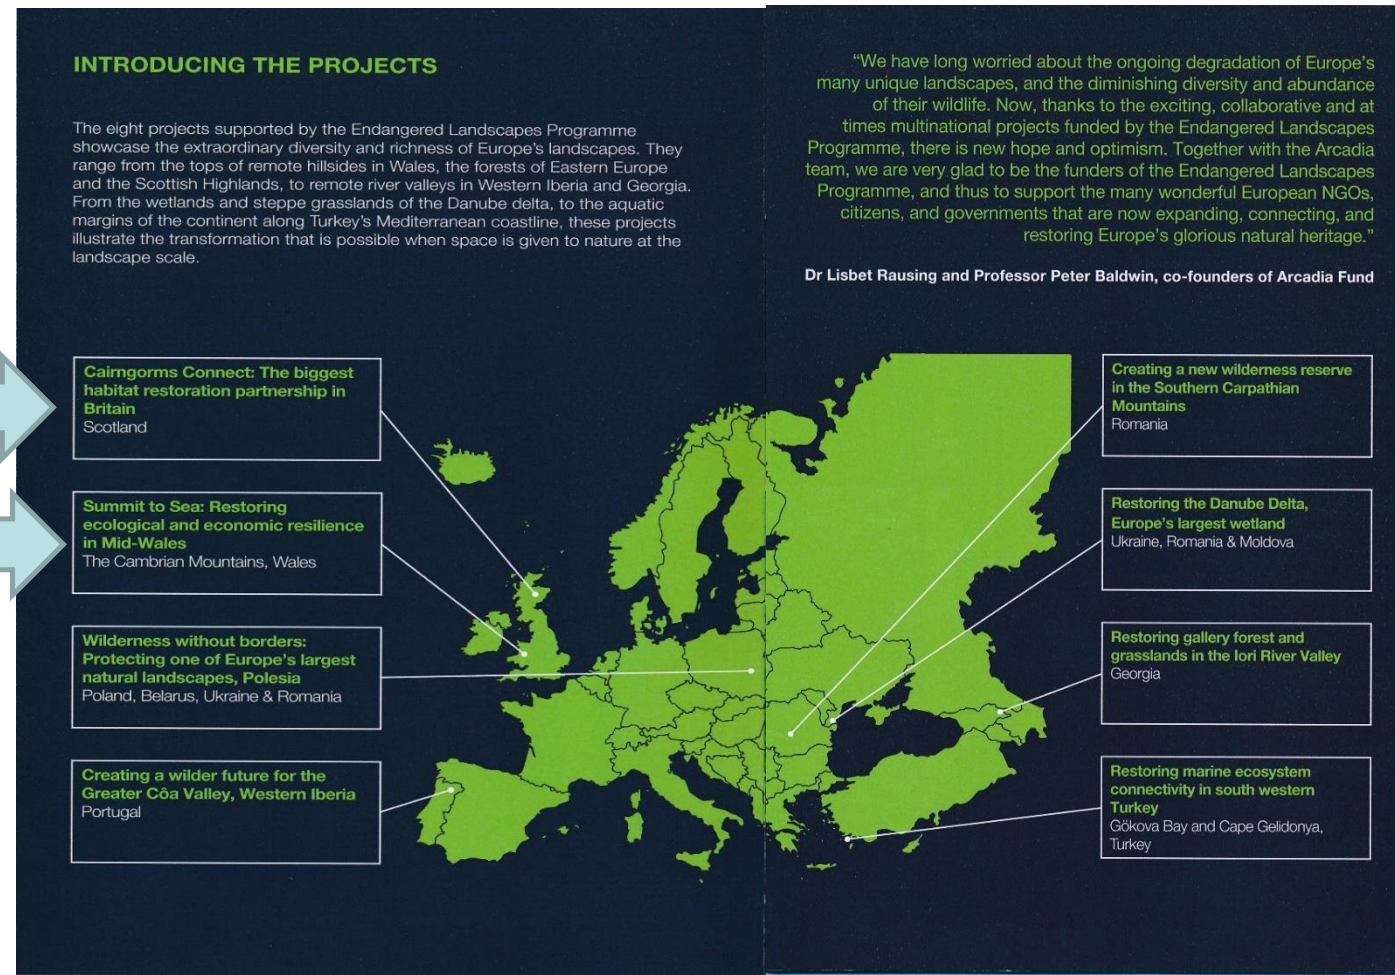 INTRODUCING THE PROJECTS
The eight projects supported by the Endangered Landscapes Programme
showcase the extraordinary diversity and richness of Europe's landscapes. They
range from the tops of remote hillsides in Wales, the forests of Eastern Europe
and the Scottish Highlands, to remote river valleys in Western Iberia and Georgia.
From the wetlands and steppe grasslands of the Danube delta, to the aquatic
margins of the continent along Turkey's Mediterranean coastline, these projects
illustrate the transformation that is possible when space is given to nature at the
landscape scale.
"We have long worried about the ongoing degradation of Europe's
many unique landscapes, and the diminishing diversity and abundance
of their wildlife. Now, thanks to the exciting, collaborative and at
times multinational projects funded by the Endangered Landscapes
Programme, there is new hope and optimism. Together with the Arcadia
team, we are very glad to be the funders of the Endangered Landscapes
Programme, and thus to support the many wonderful European NGOs,
citizens, and governments that are now expanding, connecting, and
restoring Europe's glorious natural heritage."
Dr Lisbet Rausing and Professor Peter Baldwin, co-founders of Arcadia Fund
Cairngorms Connect: The biggest
habitat restoration partnership in
Britain
Scotland
Summit to Sea: Restoring
ecological and economic resilience
in Mid-Wales
The Cambrian Mountains, Wales
Wilderness without borders:
Protecting one of Europe's largest
natural landscapes, Polesia
Poland, Belarus, Ukraine & Romania
Creating a wilder future for the
Greater Côa Valley, Western Iberia
Portugal
Creating a new wilderness reserve
in the Southern Carpathian
Mountains
Romania
Restoring the Danube Delta,
Europe's largest wetland
Ukraine, Romania & Moldova
Restoring gallery forest and
grasslands in the Iori River Valley
Georgia
Restoring marine ecosystem
connectivity in south western
Turkey
Gökova Bay and Cape Gelidonya,
Turkey